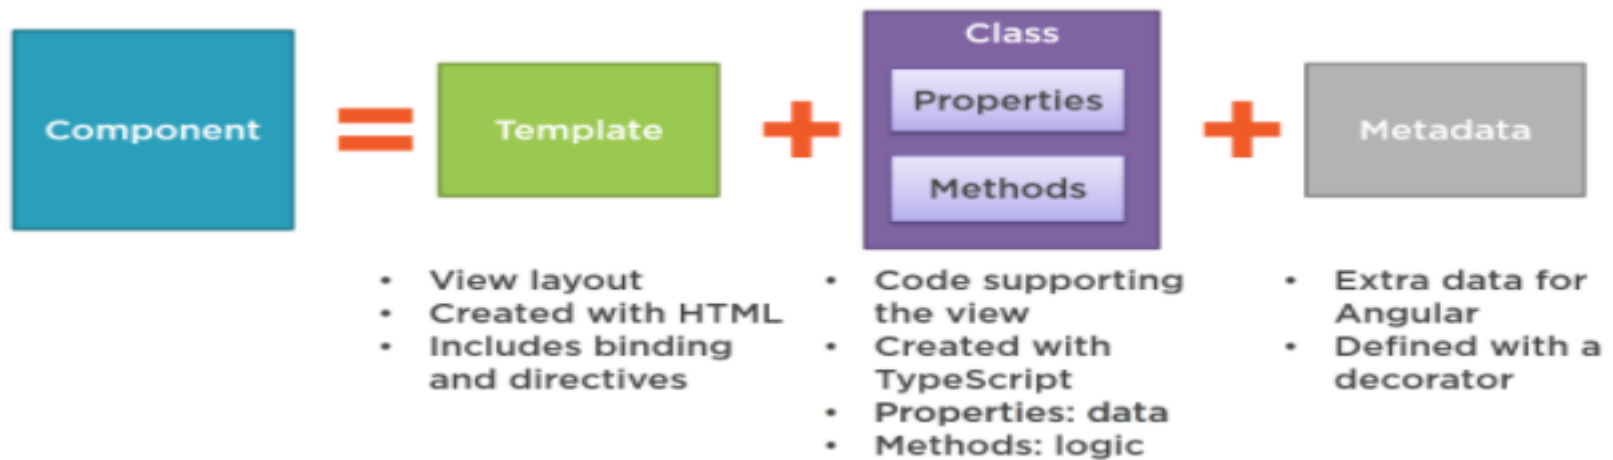 Component
=
Template
+
Class
Properties
Methods
+
Metadata
• View layout
• Created with HTML
• Includes binding
and directives
• Code supporting
the view
• Created with
TypeScript
• Properties: data
• Methods: logic
• Extra data for
Angular
• Defined with a
decorator